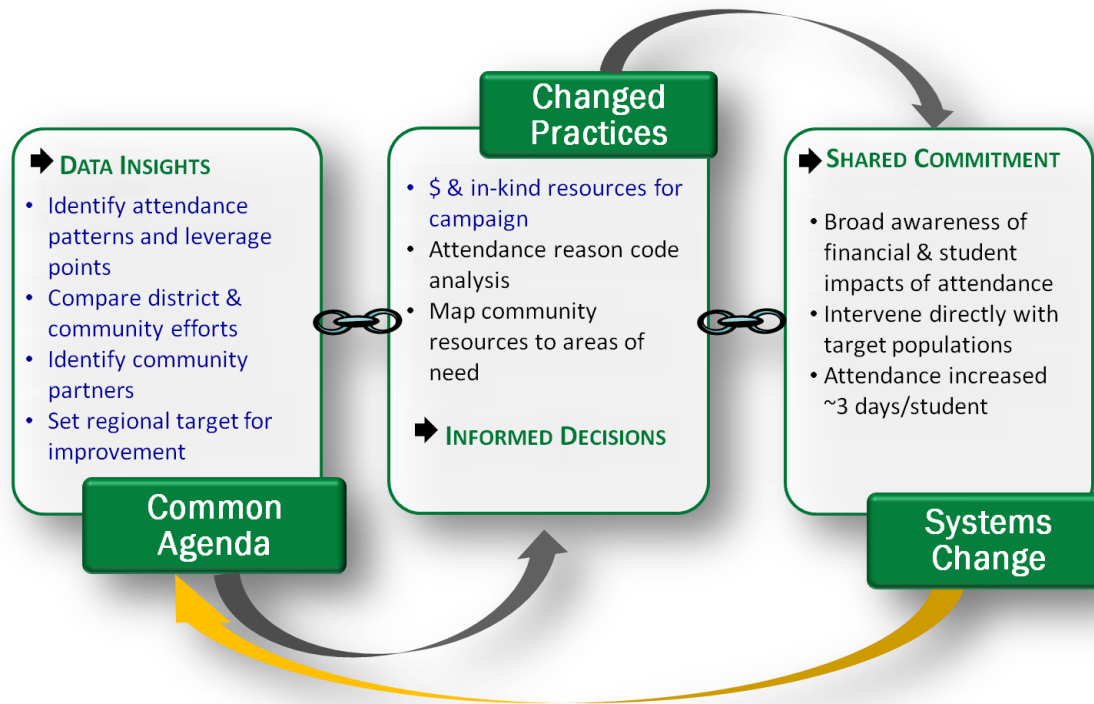 DATA INSIGHTS
• Identify attendance
patterns and leverage
points
• Compare district &
community efforts
• Identify community
partners
• Set regional target for
improvement
Common
Agenda
Changed
Practices
• $ & in-kind resources for
campaign
• Attendance reason code
analysis
• Map community
resources to areas of
need
INFORMED DECISIONS
SHARED COMMITMENT
• Broad awareness of
financial & student
impacts of attendance
• Intervene directly with
target populations
• Attendance increased
~3 days/student
Systems
Change